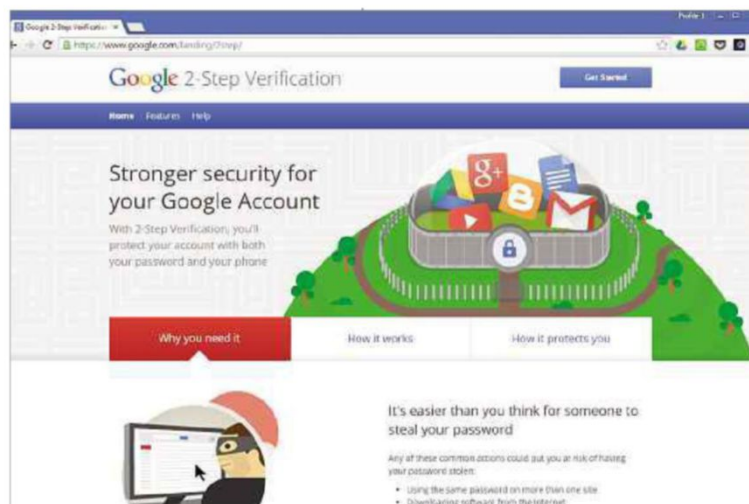 Google 2-Step Verification
Profile 1
https://www.google.com/landing/2step/
Google 2-Step Verification
Get Started
Home Features Help
Stronger security for
your Google Account
With 2-Step Verification, you'll
protect your account with both
your password and your phone
g+
Why you need it
How it works
How it protects you
It's easier than you think for someone to
steal your password
Any of these common actions could put you at risk of having
your password stolen:
• Using the same password on more than one site
• Downloading software from the Internet